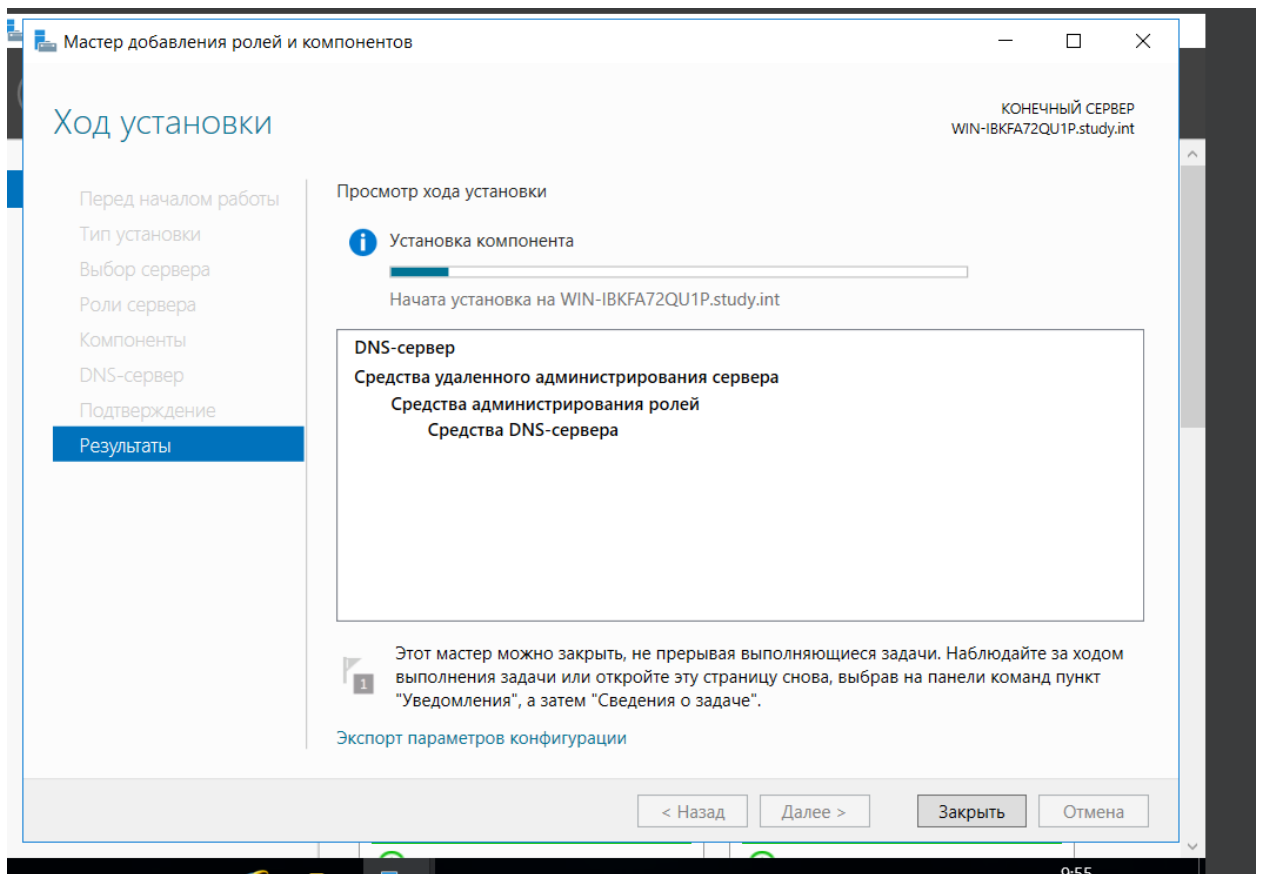 Мастер добавления ролей и компонентов
Ход установки
КОНЕЧНЫЙ СЕРВЕР
WIN-IBKFA72QU1P.study.int
Перед началом работы
Тип установки
Выбор сервера
Роли сервера
Компоненты
DNS-сервер
Подтверждение
Результаты
Просмотр хода установки
Установка компонента
Начата установка на WIN-IBKFA72QU1P.study.int
DNS-сервер
Средства удаленного администрирования сервера
Средства администрирования ролей
Средства DNS-сервера
1
Этот мастер можно закрыть, не прерывая выполняющиеся задачи. Наблюдайте за ходом
выполнения задачи или откройте эту страницу снова, выбрав на панели команд пункт
"Уведомления", а затем "Сведения о задаче".
Экспорт параметров конфигурации
< Назад
Далее >
Закрыть
Отмена
9:55